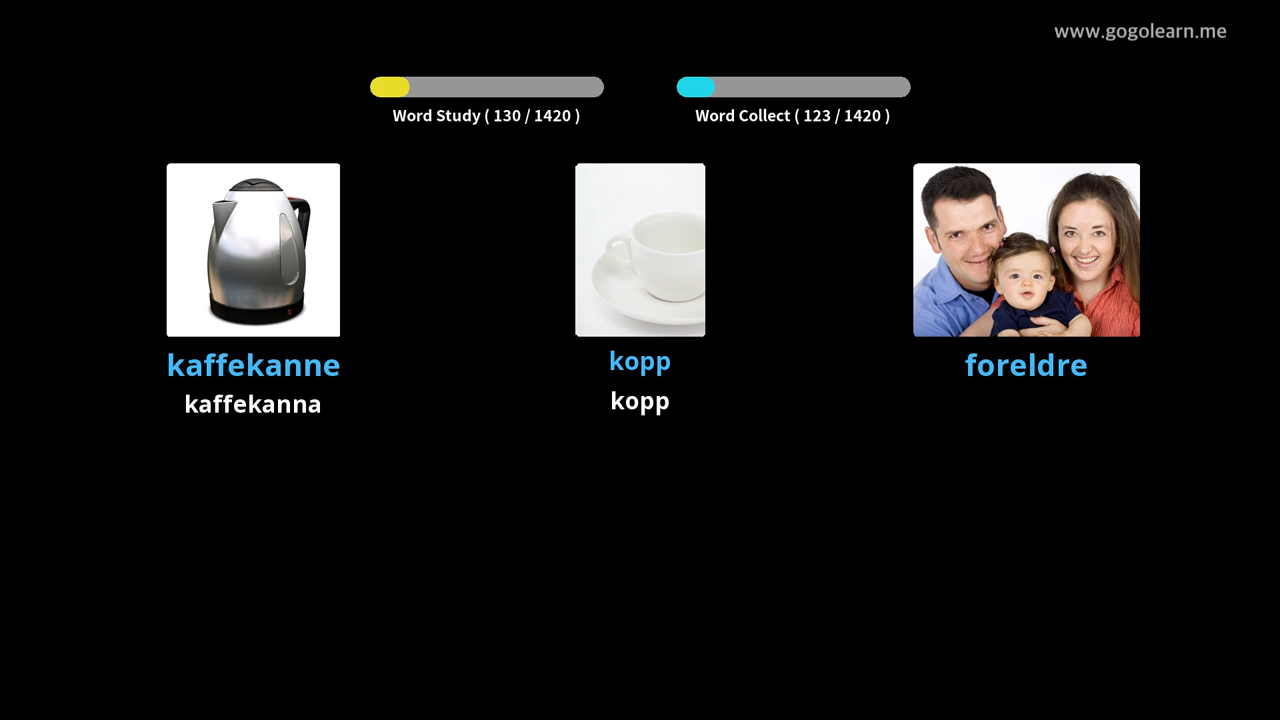 www.gogolearn.me
Word Study ( 130 / 1420 )
Word Collect ( 123 / 1420 )
kaffekanne
kaffekanna
kopp
kopp
foreldre